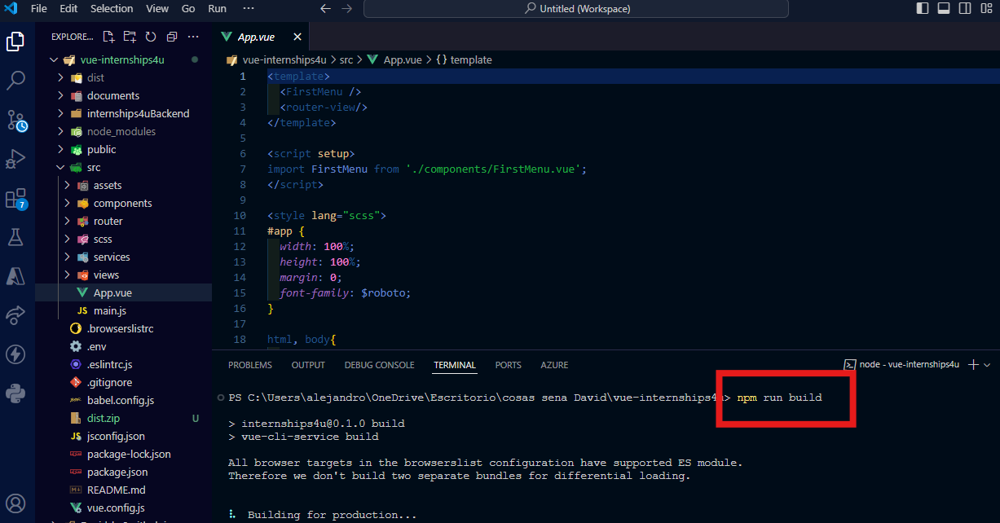 File Edit Selection View Go Run ··· Untitled (Workspace)
EXPLORE... ···
vue-internships4u
dist
documents
internships4uBackend
node_modules
public
src
assets
components
router
scss
services
views
App.vue
JS main.js
.browserslistrc
.env
.eslintrc.js
.gitignore
babel.config.js
dist.zip U
JS jsconfig.json
package-lock.json
package.json
README.md
vue.config.js
7
App.vue
vue-internships4u > src > App.vue > {} template
1 <template>
2 <FirstMenu />
3 <router-view/>
4 </template>
5
6 <script setup>
7 import FirstMenu from './components/FirstMenu.vue';
8 </script>
9
10 <style lang="scss">
11 #app {
12 width: 100%;
13 height: 100%;
14 margin: 0;
15 font-family: $roboto;
16 }
17
18 html, body{
PROBLEMS OUTPUT DEBUG CONSOLE TERMINAL PORTS AZURE
node - vue-internships4u
PS C:\Users\alejandro\OneDrive\Escritorio\cosas sena David\vue-internships4u> npm run build
> internships4u@0.1.0 build
> vue-cli-service build
All browser targets in the browserslist configuration have supported ES module.
Therefore we don't build two separate bundles for differential loading.
Building for production...